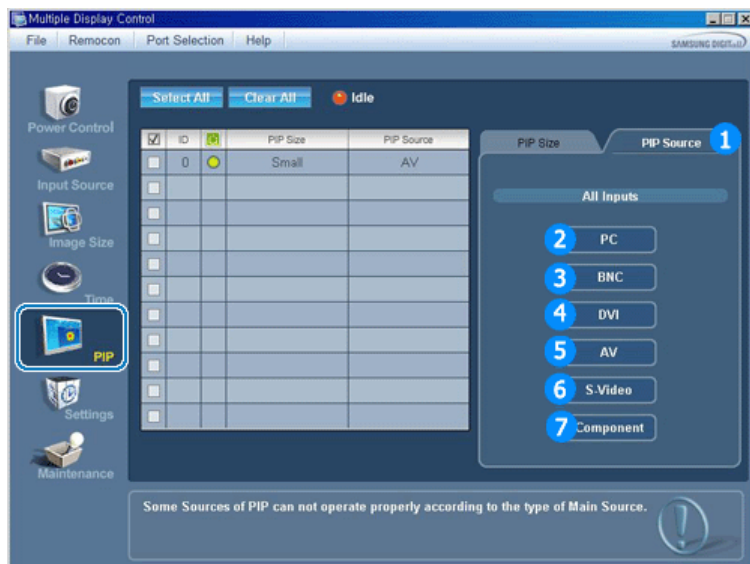 Multiple Display Control
File Remocon Port Selection Help
SAMSUNG DIGITall
Select All Clear All Idle
Power Control
Input Source
Image Size
Time
PIP
Settings
Maintenance
ID PIP Size PIP Source
0 Small AV
PIP Size PIP Source 1
All Inputs
2 PC
3 BNC
4 DVI
5 AV
6 S-Video
7 Component
Some Sources of PIP can not operate properly according to the type of Main Source.